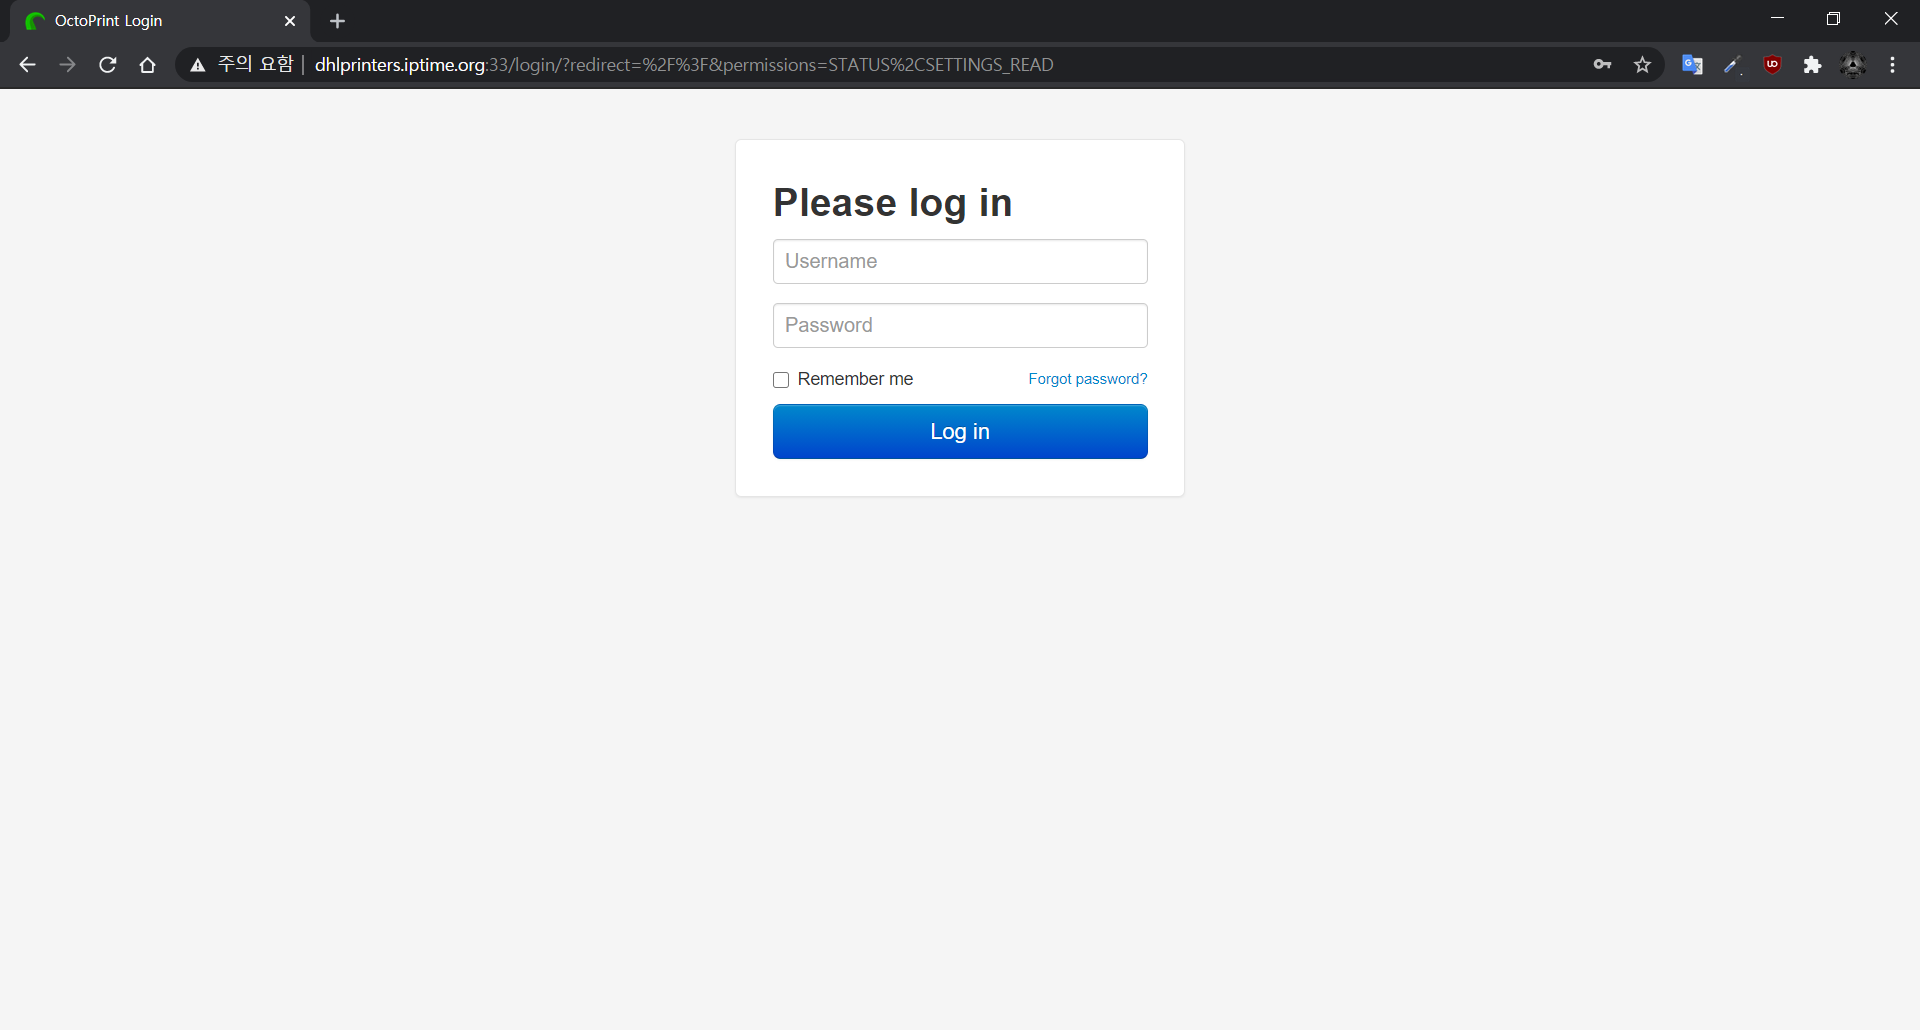 OctoPrint Login
주의 요함 dhlprinters.iptime.org:33/login/?redirect=%2F%3F&permissions=STATUS%2CSETTINGS_READ
Please log in
Username
Password
Remember me
Forgot password?
Log in